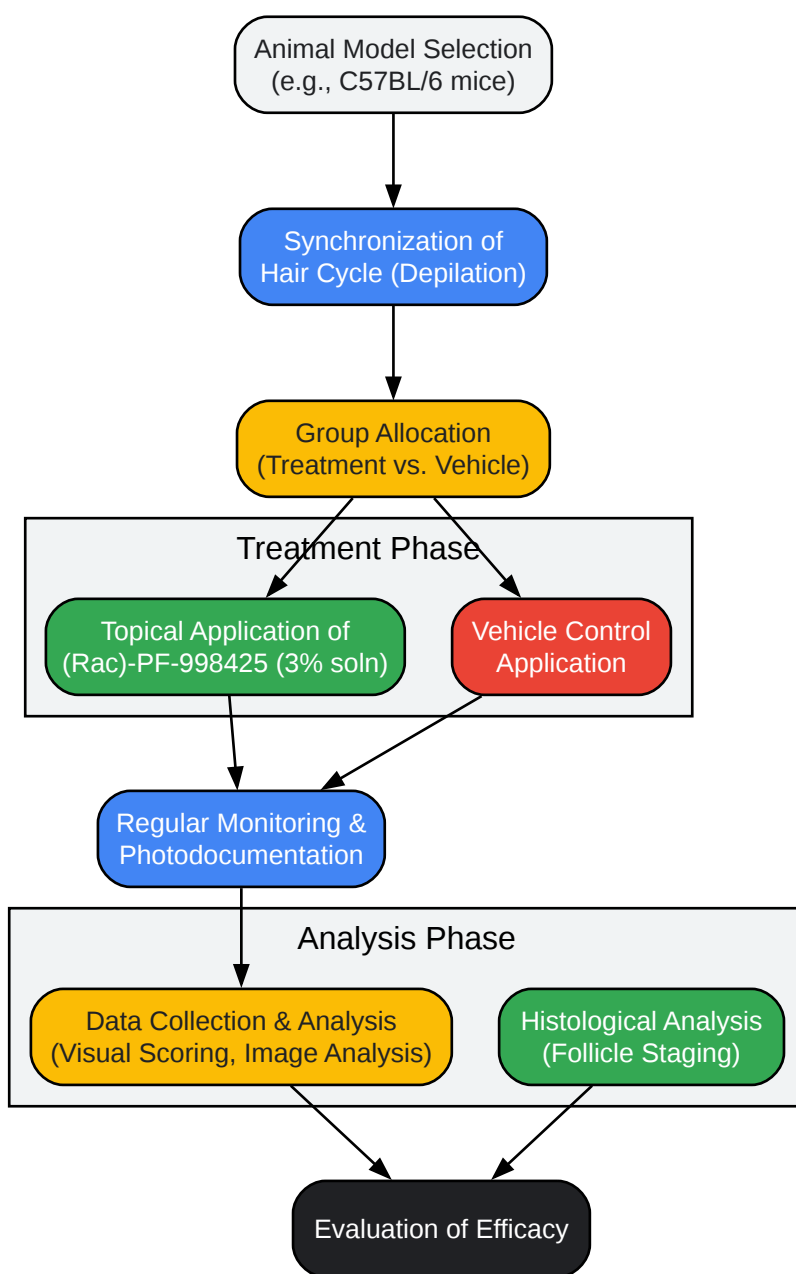 Animal Model Selection
(e.g., C57BL/6 mice)
Synchronization of
Hair Cycle (Depilation)
Group Allocation
(Treatment vs. Vehicle)
Treatment Phase
Topical Application of
(Rac)-PF-998425 (3% soln)
Vehicle Control
Application
Regular Monitoring &
Photodocumentation
Analysis Phase
Data Collection & Analysis
(Visual Scoring, Image Analysis)
Histological Analysis
(Follicle Staging)
Evaluation of Efficacy